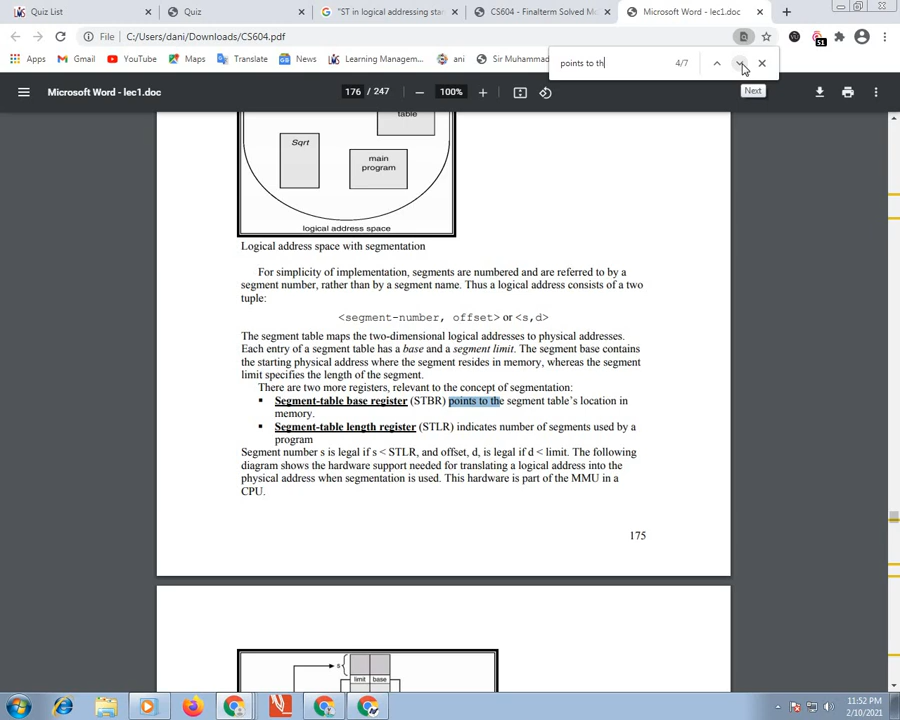 Quiz List
Quiz
"ST in logical addressing sta
CS604 - Finalterm Solved Mo
Microsoft Word - lec1.doc
File | C:/Users/dani/Downloads/CS604.pdf
51
Apps
Gmail
YouTube
Maps
Translate
News
Learning Managem...
ani
Sir Muhammad
points to th
4/7
Next
Microsoft Word - lec1.doc
176 / 247
100%
table
Sqrt
main
program
logical address space
Logical address space with segmentation
For simplicity of implementation, segments are numbered and are referred to by a
segment number, rather than by a segment name. Thus a logical address consists of a two
tuple:
<segment-number, offset> or <s,d>
The segment table maps the two-dimensional logical addresses to physical addresses.
Each entry of a segment table has a base and a segment limit. The segment base contains
the starting physical address where the segment resides in memory, whereas the segment
limit specifies the length of the segment.
There are two more registers, relevant to the concept of segmentation:
▪ Segment-table base register (STBR) points to the segment table's location in
memory.
▪ Segment-table length register (STLR) indicates number of segments used by a
program
Segment number s is legal if s < STLR, and offset, d, is legal if d < limit. The following
diagram shows the hardware support needed for translating a logical address into the
physical address when segmentation is used. This hardware is part of the MMU in a
CPU.
175
s
limit base
11:52 PM
2/10/2021